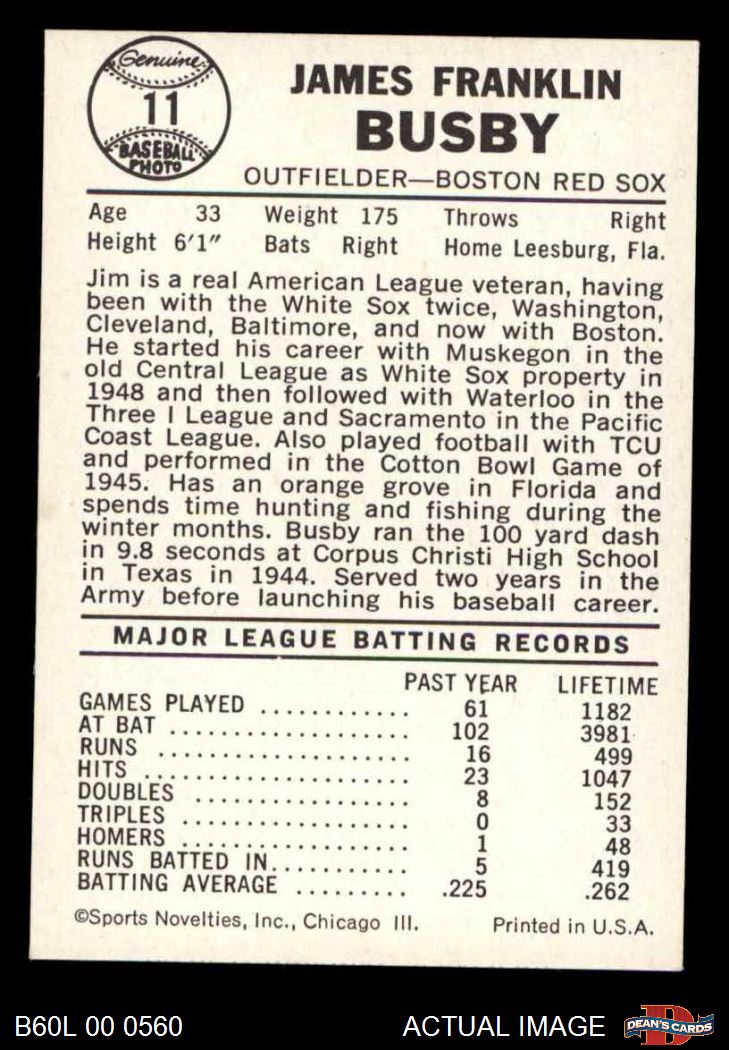 Genuine
11
BASEBALL
PHOTO
JAMES FRANKLIN
BUSBY
OUTFIELDER—BOSTON RED SOX
Age 33 Weight 175 Throws Right
Height 6'1" Bats Right Home Leesburg, Fla.
Jim is a real American League veteran, having
been with the White Sox twice, Washington,
Cleveland, Baltimore, and now with Boston.
He started his career with Muskegon in the
old Central League as White Sox property in
1948 and then followed with Waterloo in the
Three I League and Sacramento in the Pacific
Coast League. Also played football with TCU
and performed in the Cotton Bowl Game of
1945. Has an orange grove in Florida and
spends time hunting and fishing during the
winter months. Busby ran the 100 yard dash
in 9.8 seconds at Corpus Christi High School
in Texas in 1944. Served two years in the
Army before launching his baseball career.
MAJOR LEAGUE BATTING RECORDS
PAST YEAR LIFETIME
GAMES PLAYED ............ 61 1182
AT BAT .................... 102 3981
RUNS ..................... 16 499
HITS ...................... 23 1047
DOUBLES .................. 8 152
TRIPLES ................... 0 33
HOMERS ................... 1 48
RUNS BATTED IN............ 5 419
BATTING AVERAGE ......... .225 .262
©Sports Novelties, Inc., Chicago Ill. Printed in U.S.A.
B60L 00 0560 ACTUAL IMAGE DEAN'S CARDS